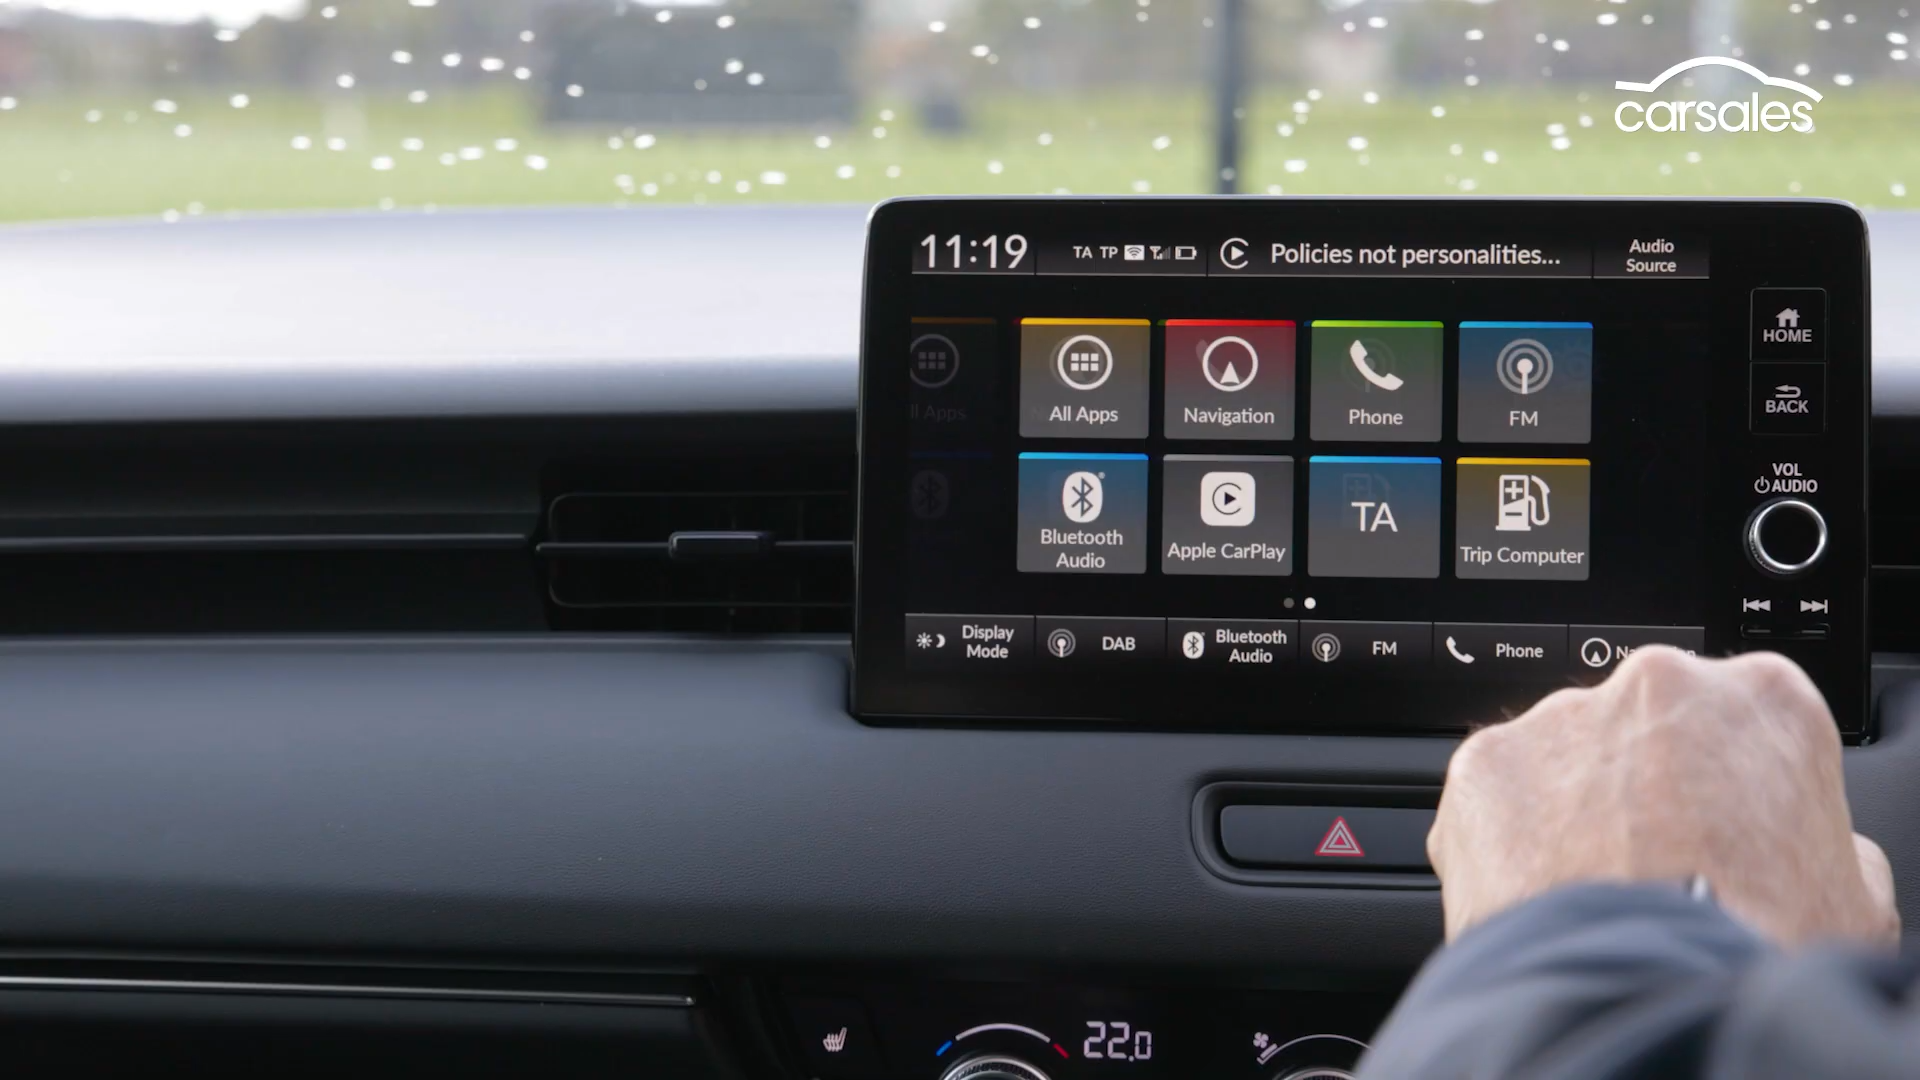 carsales
11:19
TA TP
Policies not personalities...
Audio
Source
HOME
BACK
VOL
AUDIO
All Apps
Navigation
Phone
FM
Bluetooth
Audio
Apple CarPlay
TA
Trip Computer
Display
Mode
DAB
Bluetooth
Audio
FM
Phone
22.0